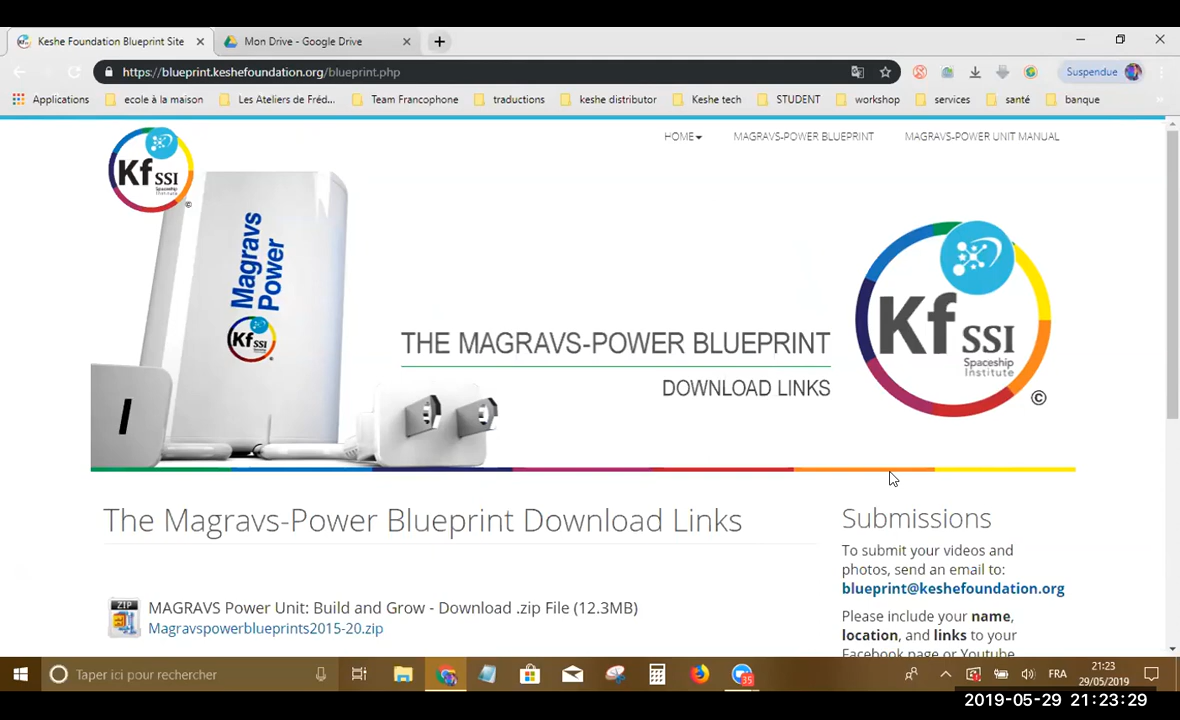 Keshe Foundation Blueprint Site
Mon Drive - Google Drive
https://blueprint.keshefoundation.org/blueprint.php
Suspendue
Applications
ecole à la maison
Les Ateliers de Fréd...
Team Francophone
traductions
keshe distributor
Keshe tech
STUDENT
workshop
services
santé
banque
HOME
MAGRAVS-POWER BLUEPRINT
MAGRAVS-POWER UNIT MANUAL
Kf SSI
Spaceship
Institute
©
Magravs
Power
Kf SSI
I
THE MAGRAVS-POWER BLUEPRINT
DOWNLOAD LINKS
Kf SSI
Spaceship
Institute
©
The Magravs-Power Blueprint Download Links
ZIP
MAGRAVS Power Unit: Build and Grow - Download .zip File (12.3MB)
Magravspowerblueprints2015-20.zip
Submissions
To submit your videos and
photos, send an email to:
blueprint@keshefoundation.org
Please include your name,
location, and links to your
Facebook page or Youtube
Taper ici pour rechercher
35
FRA
21:23
29/05/2019
2019-05-29 21:23:29